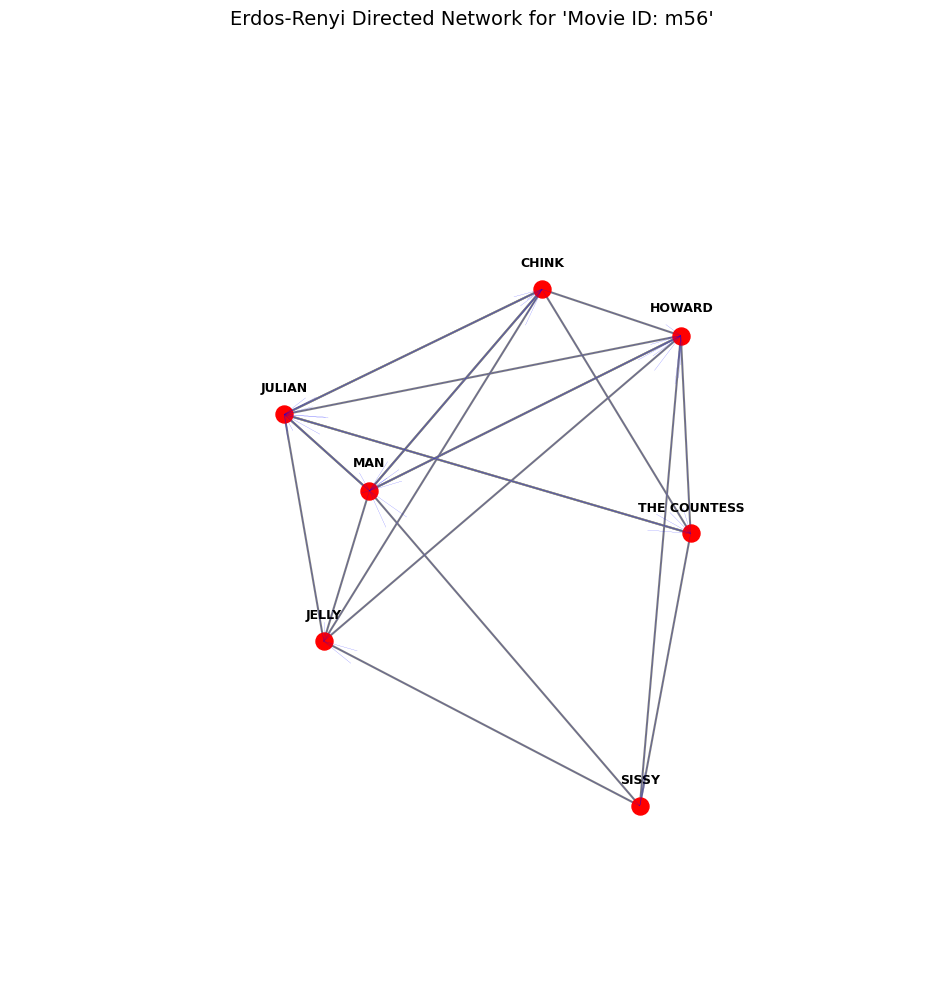 Erdos-Renyi Directed Network for 'Movie ID: m56'
CHINK
HOWARD
JULIAN
MAN
THE COUNTESS
JELLY
SISSY